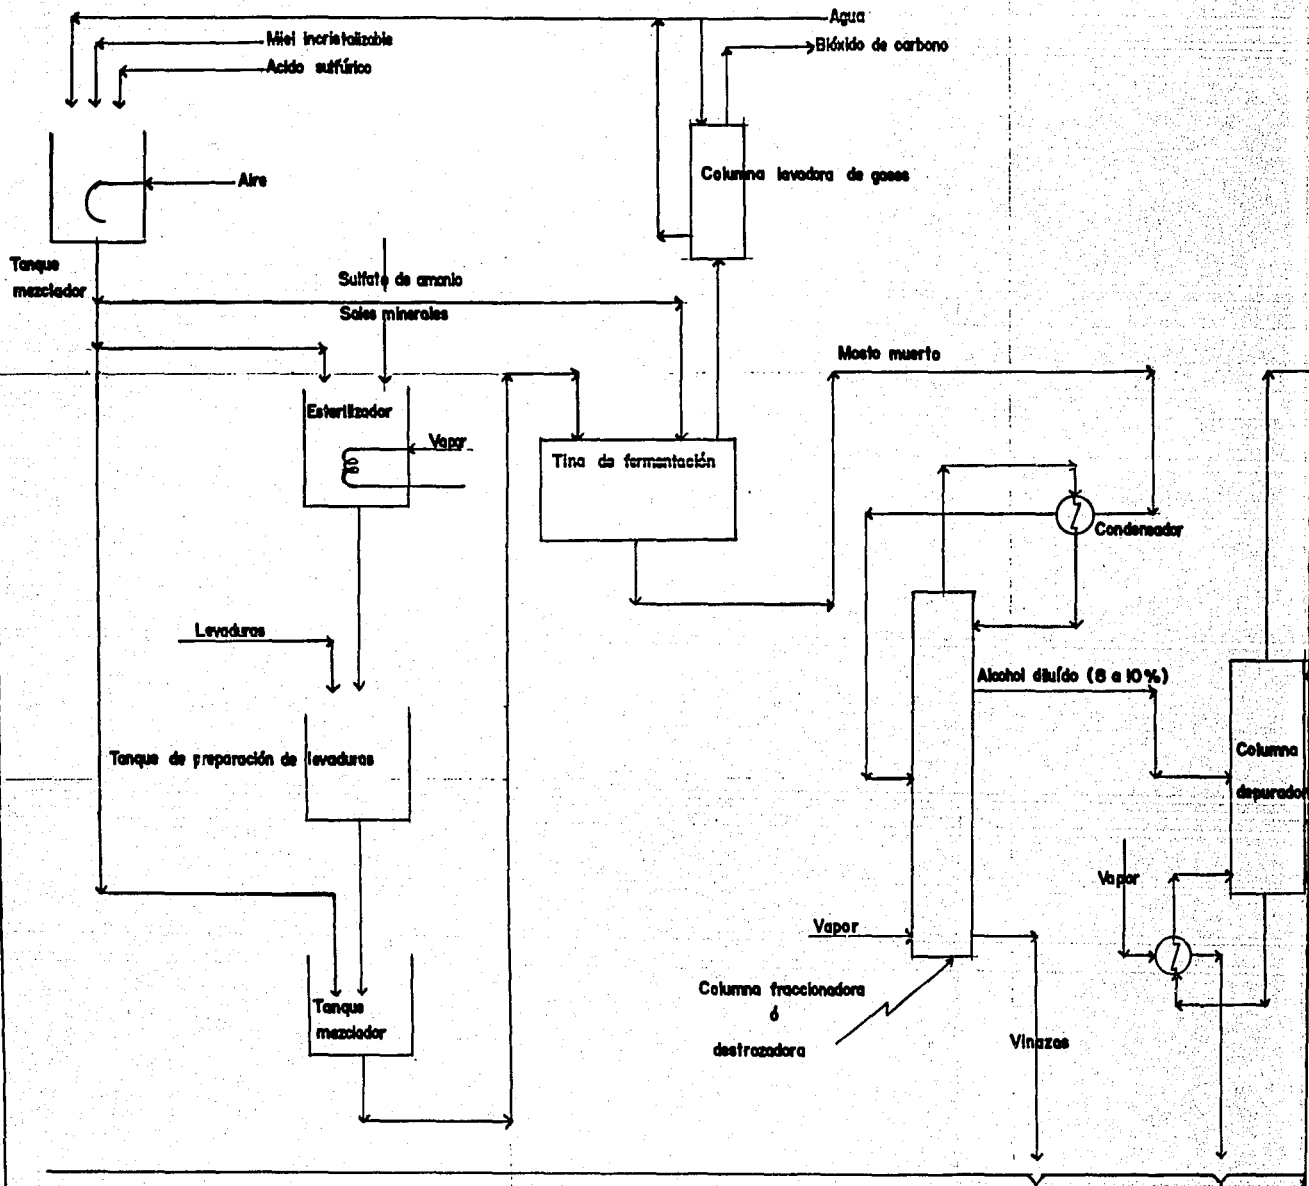 Agua
Miel incristalizable
Bióxido de carbono
Acido sulfúrico
Columna lavadora de gases
Aire
Tanque
mezclador
Sulfato de amonio
Sales minerales
Mosto muerto
Esterilizador
Vapor
Tina de fermentación
Condensador
Levaduras
Alcohol diluído (8 a 10%)
Tanque de preparación de levaduras
Columna
depurador
Vapor
Vapor
Columna fraccionadora
ó
destrozadora
Tanque
mezclador
Vinazas